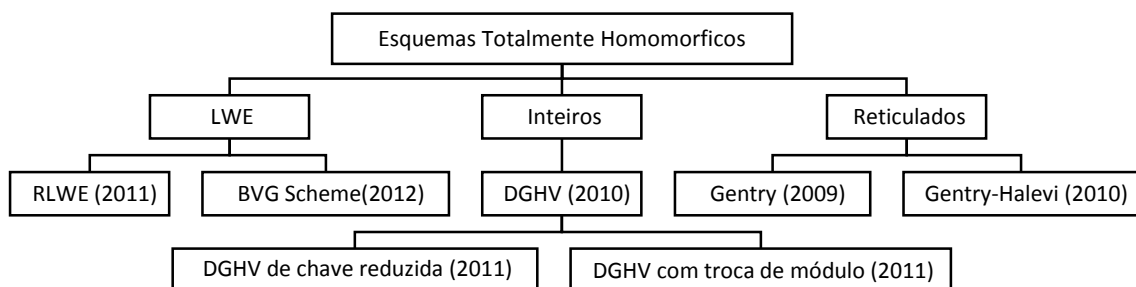 Esquemas Totalmente Homomorficos
LWE
Inteiros
Reticulados
RLWE (2011)
BVG Scheme(2012)
DGHV (2010)
Gentry (2009)
Gentry-Halevi (2010)
DGHV de chave reduzida (2011)
DGHV com troca de módulo (2011)